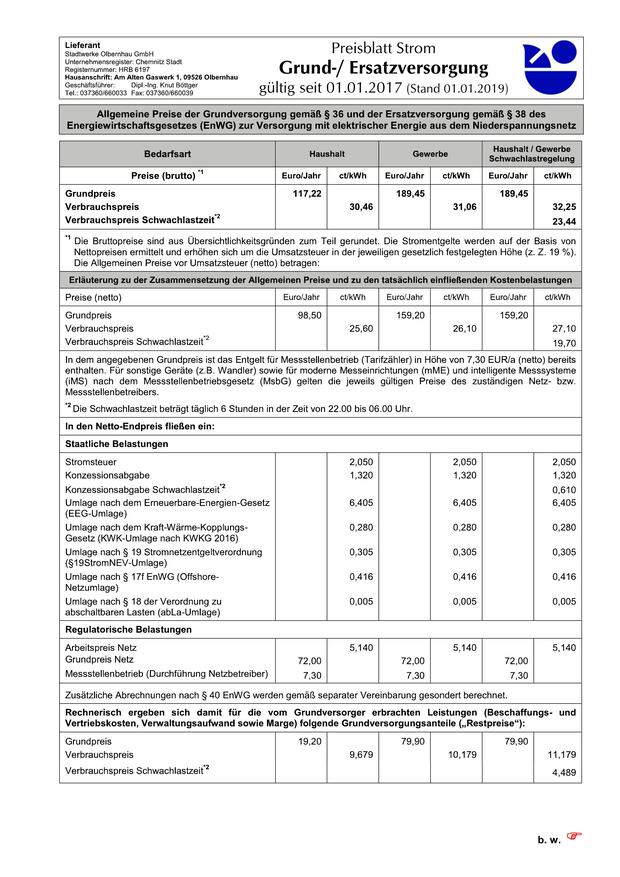 Lieferant
Stadtwerke Olbernhau GmbH
Unternehmensregister: Chemnitz Stadt
Registernummer: HRB 6197
Hausanschrift: Am Alten Gaswerk 1, 09526 Olbernhau
Geschäftsführer: Dipl -Ing. Knut Böttger
Tel.: 037360/660033 Fax: 037360/660039
Preisblatt Strom
Grund-/ Ersatzversorgung
gültig seit 01.01.2017 (Stand 01.01.2019)
Allgemeine Preise der Grundversorgung gemäß § 36 und der Ersatzversorgung gemäß § 38 des
Energiewirtschaftsgesetzes (EnWG) zur Versorgung mit elektrischer Energie aus dem Niederspannungsnetz
Bedarfsart Haushalt Gewerbe Haushalt / Gewerbe
Schwachlastregelung
Preise (brutto) *1 Euro/Jahr ct/kWh Euro/Jahr ct/kWh Euro/Jahr ct/kWh
Grundpreis 117,22 189,45 189,45
Verbrauchspreis 30,46 31,06 32,25
Verbrauchspreis Schwachlastzeit*2 23,44
*1 Die Bruttopreise sind aus Übersichtlichkeitsgründen zum Teil gerundet. Die Stromentgelte werden auf der Basis von
Nettopreisen ermittelt und erhöhen sich um die Umsatzsteuer in der jeweiligen gesetzlich festgelegten Höhe (z. Z. 19 %).
Die Allgemeinen Preise vor Umsatzsteuer (netto) betragen:
Erläuterung zu der Zusammensetzung der Allgemeinen Preise und zu den tatsächlich einfließenden Kostenbelastungen
Preise (netto) Euro/Jahr ct/kWh Euro/Jahr ct/kWh Euro/Jahr ct/kWh
Grundpreis 98,50 159,20 159,20
Verbrauchspreis 25,60 26,10 27,10
Verbrauchspreis Schwachlastzeit*2 19,70
In dem angegebenen Grundpreis ist das Entgelt für Messstellenbetrieb (Tarifzähler) in Höhe von 7,30 EUR/a (netto) bereits
enthalten. Für sonstige Geräte (z.B. Wandler) sowie für moderne Messeinrichtungen (mME) und intelligente Messsysteme
(iMS) nach dem Messstellenbetriebsgesetz (MsbG) gelten die jeweils gültigen Preise des zuständigen Netz- bzw.
Messstellenbetreibers.
*2 Die Schwachlastzeit beträgt täglich 6 Stunden in der Zeit von 22.00 bis 06.00 Uhr.
In den Netto-Endpreis fließen ein:
Staatliche Belastungen
Stromsteuer 2,050 2,050 2,050
Konzessionsabgabe 1,320 1,320 1,320
Konzessionsabgabe Schwachlastzeit*2 0,610
Umlage nach dem Erneuerbare-Energien-Gesetz 6,405 6,405 6,405
(EEG-Umlage)
Umlage nach dem Kraft-Wärme-Kopplungs- 0,280 0,280 0,280
Gesetz (KWK-Umlage nach KWKG 2016)
Umlage nach § 19 Stromnetzentgeltverordnung 0,305 0,305 0,305
(§19StromNEV-Umlage)
Umlage nach § 17f EnWG (Offshore- 0,416 0,416 0,416
Netzumlage)
Umlage nach § 18 der Verordnung zu 0,005 0,005 0,005
abschaltbaren Lasten (abLa-Umlage)
Regulatorische Belastungen
Arbeitspreis Netz 5,140 5,140 5,140
Grundpreis Netz 72,00 72,00 72,00
Messstellenbetrieb (Durchführung Netzbetreiber) 7,30 7,30 7,30
Zusätzliche Abrechnungen nach § 40 EnWG werden gemäß separater Vereinbarung gesondert berechnet.
Rechnerisch ergeben sich damit für die vom Grundversorger erbrachten Leistungen (Beschaffungs- und
Vertriebskosten, Verwaltungsaufwand sowie Marge) folgende Grundversorgungsanteile („Restpreise“):
Grundpreis 19,20 79,90 79,90
Verbrauchspreis 9,679 10,179 11,179
Verbrauchspreis Schwachlastzeit*2 4,489
b. w.